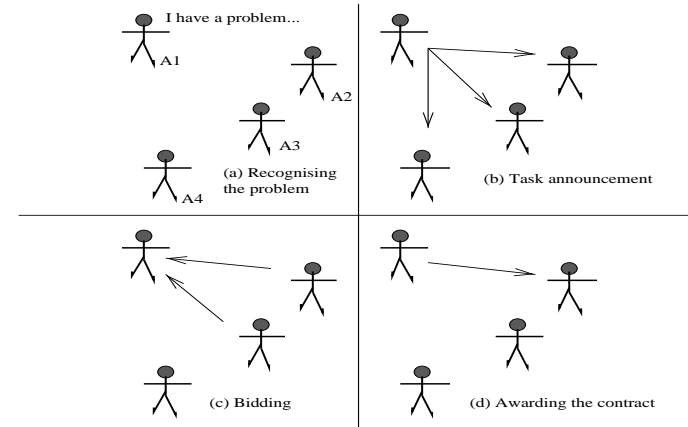 I have a problem...
A1
A2
A3
A4
(a) Recognising
the problem
(b) Task announcement
(c) Bidding
(d) Awarding the contract